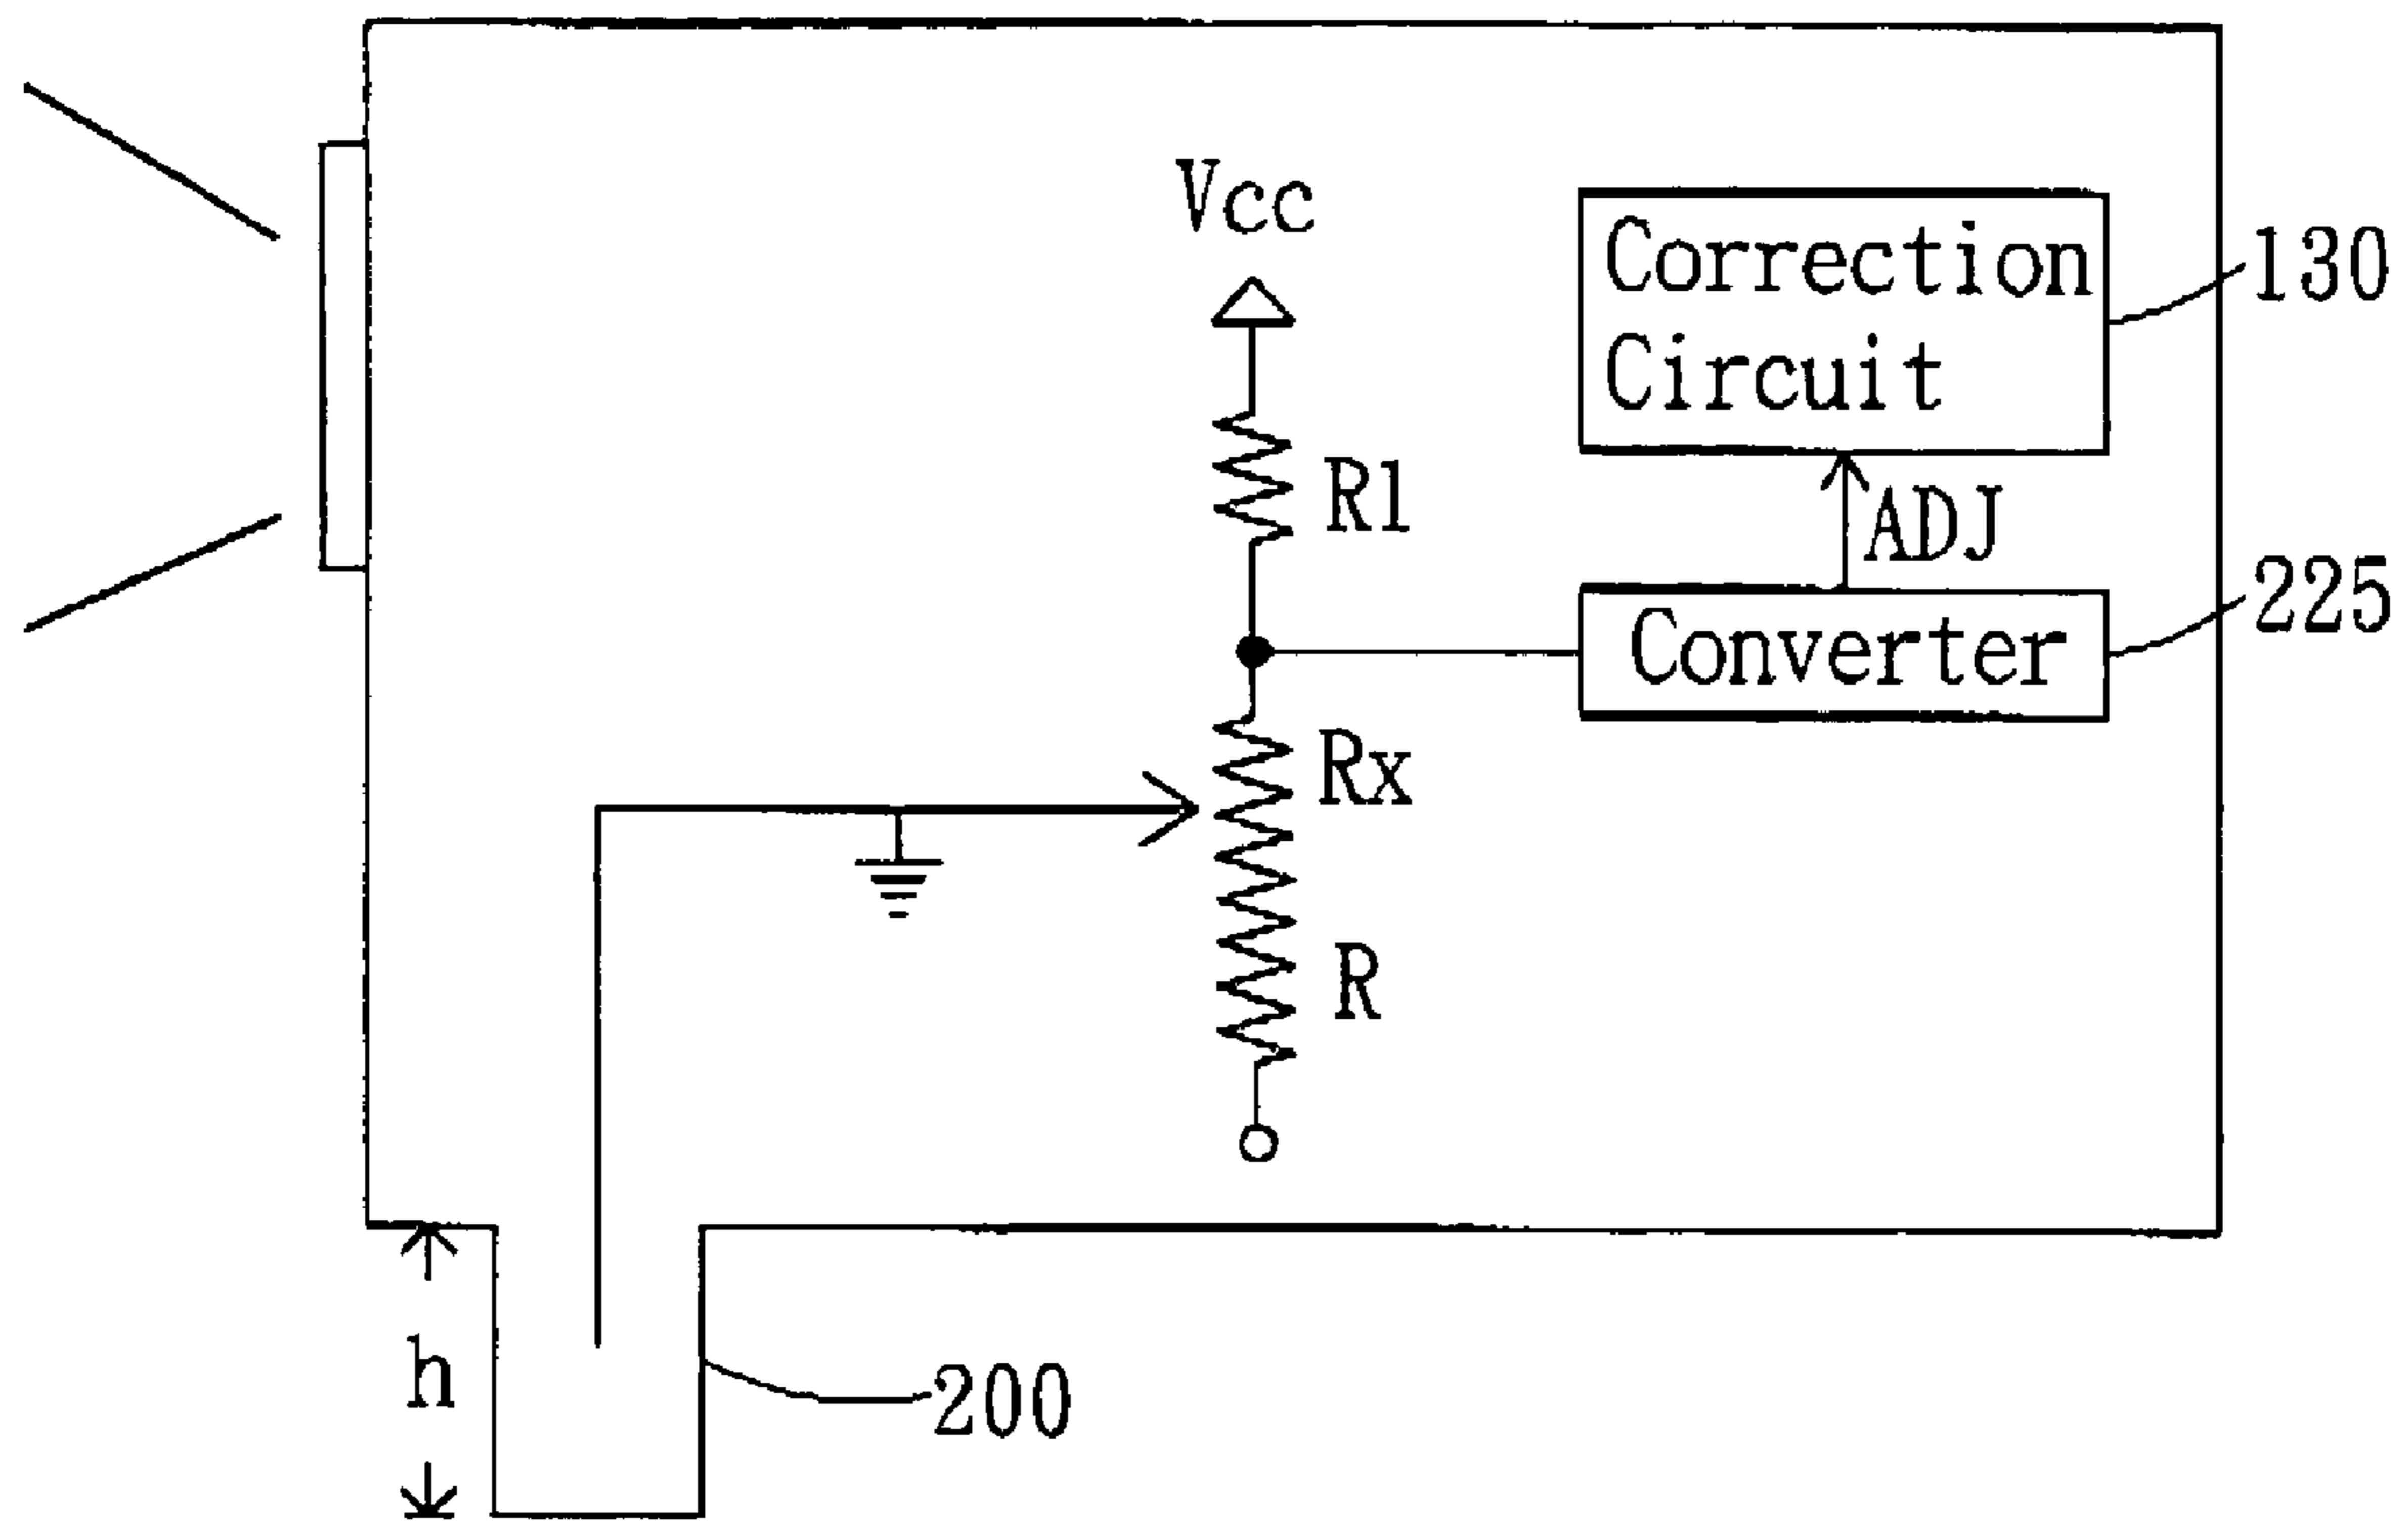 Vcc
Correction
Circuit
130
R1
ADJ
225
Converter
Rx
R
h
200